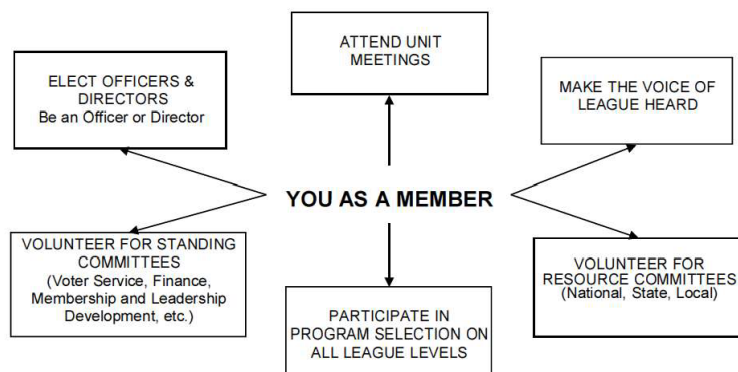 ATTEND UNIT
MEETINGS
ELECT OFFICERS &
DIRECTORS
Be an Officer or Director
MAKE THE VOICE OF
LEAGUE HEARD
YOU AS A MEMBER
VOLUNTEER FOR STANDING
COMMITTEES
(Voter Service, Finance,
Membership and Leadership
Development, etc.)
VOLUNTEER FOR
RESOURCE COMMITTEES
(National, State, Local)
PARTICIPATE IN
PROGRAM SELECTION ON
ALL LEAGUE LEVELS